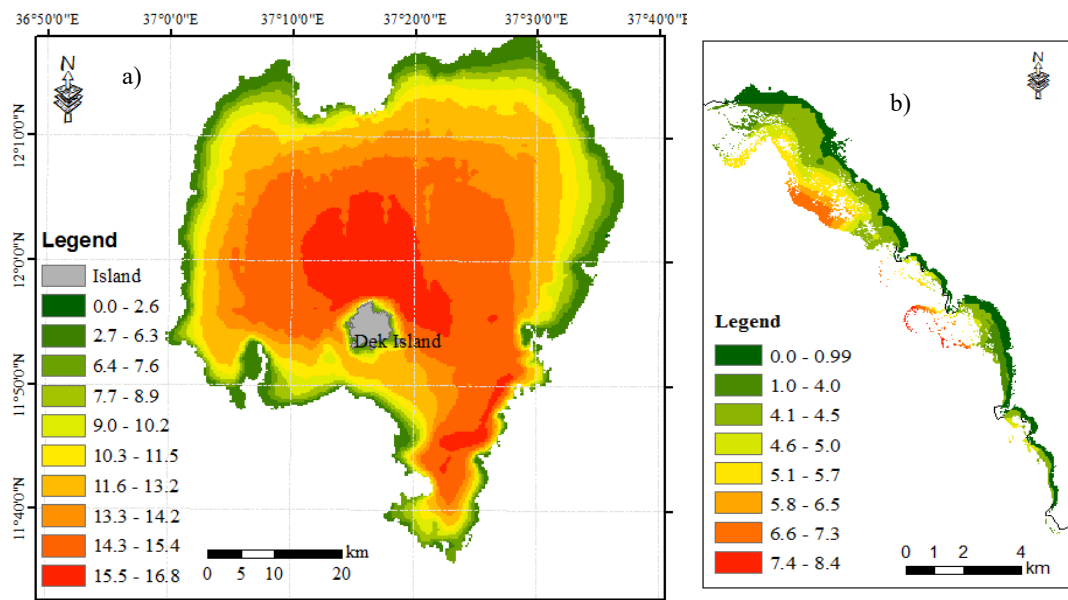 36°50'0"E 37°0'0"E 37°10'0"E 37°20'0"E 37°30'0"E 37°40'0"E
N
a)
12°10'0"N
12°0'0"N
11°50'0"N
11°40'0"N
Dek Island
Legend
Island
0.0 - 2.6
2.7 - 6.3
6.4 - 7.6
7.7 - 8.9
9.0 - 10.2
10.3 - 11.5
11.6 - 13.2
13.3 - 14.2
14.3 - 15.4
15.5 - 16.8
km
0 5 10 20
N
b)
Legend
0.0 - 0.99
1.0 - 4.0
4.1 - 4.5
4.6 - 5.0
5.1 - 5.7
5.8 - 6.5
6.6 - 7.3
7.4 - 8.4
0 1 2 4
km